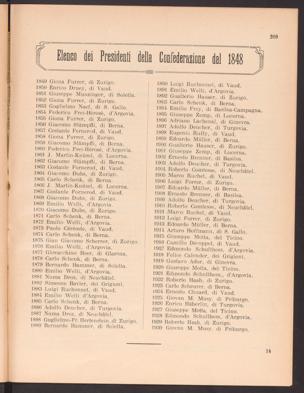 209
Elenco dei Presidenti della Confederazione dal 1848
1849 Giona Furrer, di Zurigo.
1850 Enrico Druey, di Vaud.
1851 Giuseppe Munzinger, di Soletta.
1852 Giona Furrer, di Zurigo.
1853 Guglielmo Naef, di S. Gallo.
1854 Federico Frei-Hérosé, d'Argovia.
1855 Giona Furrer, di Zurigo.
1856 Giacomo Stämpfli, di Berna.
1857 Costante Fornerod, di Vaud.
1858 Giona Furrer, di Zurigo.
1859 Giacomo Stämpfli, di Berna.
1860 Federico Frei-Hérosé, d'Argovia.
1861 J. Martin-Knüsel, di Lucerna.
1862 Giacomo Stämpfli, di Berna.
1863 Costante Fornerod, di Vaud.
1864 Giacomo Dubs, di Zurigo.
1865 Carlo Schenk, di Berna.
1866 J. Martin-Knüsel, di Lucerna.
1867 Costante Fornerod, di Vaud.
1868 Giacomo Dubs, di Zurigo.
1869 Emilio Welti, d'Argovia.
1870 Giacomo Dubs, di Zurigo.
1871 Carlo Schenk, di Berna.
1872 Emilio Welti, d'Argovia.
1873 Paolo Cérésole, di Vaud.
1874 Carlo Schenk, di Berna.
1875 Gian Giacomo Scherrer, di Zurigo.
1876 Emilio Welti, d'Argovia.
1877 Gioachino Heer, di Glarona.
1878 Carlo Schenk, di Berna.
1879 Bernardo Hammer, di Soletta.
1880 Emilio Welti, d'Argovia.
1881 Numa Droz, di Neuchâtel.
1882 Simeone Bavier, dei Grigioni.
1883 Luigi Ruchonnet, di Vaud.
1884 Emilio Welti, d'Argovia.
1885 Carlo Schenk, di Berna.
1886 Adolfo Deucher, di Turgovia.
1887 Numa Droz, di Neuchâtel.
1888 Guglielmo-Fr. Hertenstein, di Zurigo.
1889 Bernardo Hammer, di Soletta.
1890 Luigi Ruchonnet, di Vaud.
1891 Emilio Welti, d'Argovia.
1892 Gualterio Hauser, di Zurigo.
1893 Carlo Schenk, di Berna.
1894 Emilio Frey, di Basilea-Campagna.
1895 Giuseppe Zemp, di Lucerna.
1896 Adriano Lachenal, di Ginevra.
1897 Adolfo Deucher, di Turgovia.
1898 Eugenio Ruffy, di Vaud.
1899 Edoardo Müller, di Berna.
1900 Gualterio Hauser, di Zurigo.
1901 Ernesto Brenner, di Basilea.
1902 Giuseppe Zemp, di Lucerna.
1903 Adolfo Deucher, di Turgovia.
1904 Roberto Comtesse, di Neuchâtel.
1905 Marco Ruchet, di Vaud.
1906 Luigi Forrer, di Zurigo.
1907 Edoardo Müller, di Berna.
1908 Ernesto Brenner, di Basilea.
1909 Adolfo Deucher, di Turgovia.
1910 Roberto Comtesse, di Neuchâtel.
1911 Marco Ruchet, di Vaud.
1912 Luigi Forrer, di Zurigo.
1913 Edoardo Müller, di Berna.
1914 Arturo Hoffmann, di S. Gallo.
1915 Giuseppe Motta, del Ticino.
1916 Camillo Décoppet, di Vaud.
1917 Edmondo Schulthess, d'Argovia.
1918 Felice Calonder, dei Grigioni.
1919 Gustavo Ador, di Ginevra.
1920 Giuseppe Motta, del Ticino.
1921 Edmondo Schulthess, d'Argovia.
1922 Roberto Haab, di Zurigo.
1923 Carlo Scheurer, di Berna.
1924 Ernesto Chuard, di Vaud.
1925 Giovan M. Musy, di Friburgo.
1926 Enrico Häberlin, di Turgovia.
1927 Giuseppe Motta, del Ticino.
1928 Edmondo Schulthess, d'Argovia.
1929 Roberto Haab, di Zurigo.
1930 Giovan M. Musy, di Friburgo.
14